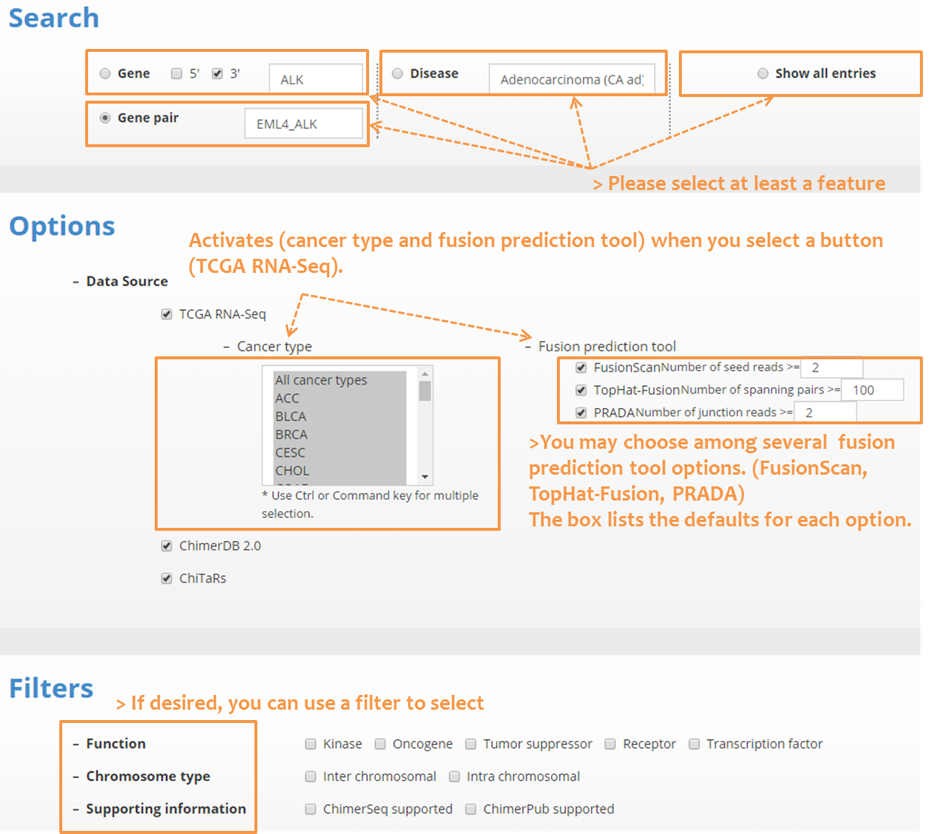 Search
Gene 5' 3' ALK
Disease Adenocarcinoma (CA ad
Show all entries
Gene pair EML4_ALK
> Please select at least a feature
Options
Activates (cancer type and fusion prediction tool) when you select a button
(TCGA RNA-Seq).
– Data Source
TCGA RNA-Seq
– Cancer type
All cancer types
ACC
BLCA
BRCA
CESC
CHOL
* Use Ctrl or Command key for multiple
selection.
– Fusion prediction tool
FusionScanNumber of seed reads >= 2
TopHat-FusionNumber of spanning pairs >= 100
PRADANumber of junction reads >= 2
>You may choose among several fusion
prediction tool options. (FusionScan,
TopHat-Fusion, PRADA)
The box lists the defaults for each option.
ChimerDB 2.0
ChiTaRs
Filters
> If desired, you can use a filter to select
– Function Kinase Oncogene Tumor suppressor Receptor Transcription factor
– Chromosome type Inter chromosomal Intra chromosomal
– Supporting information ChimerSeq supported ChimerPub supported